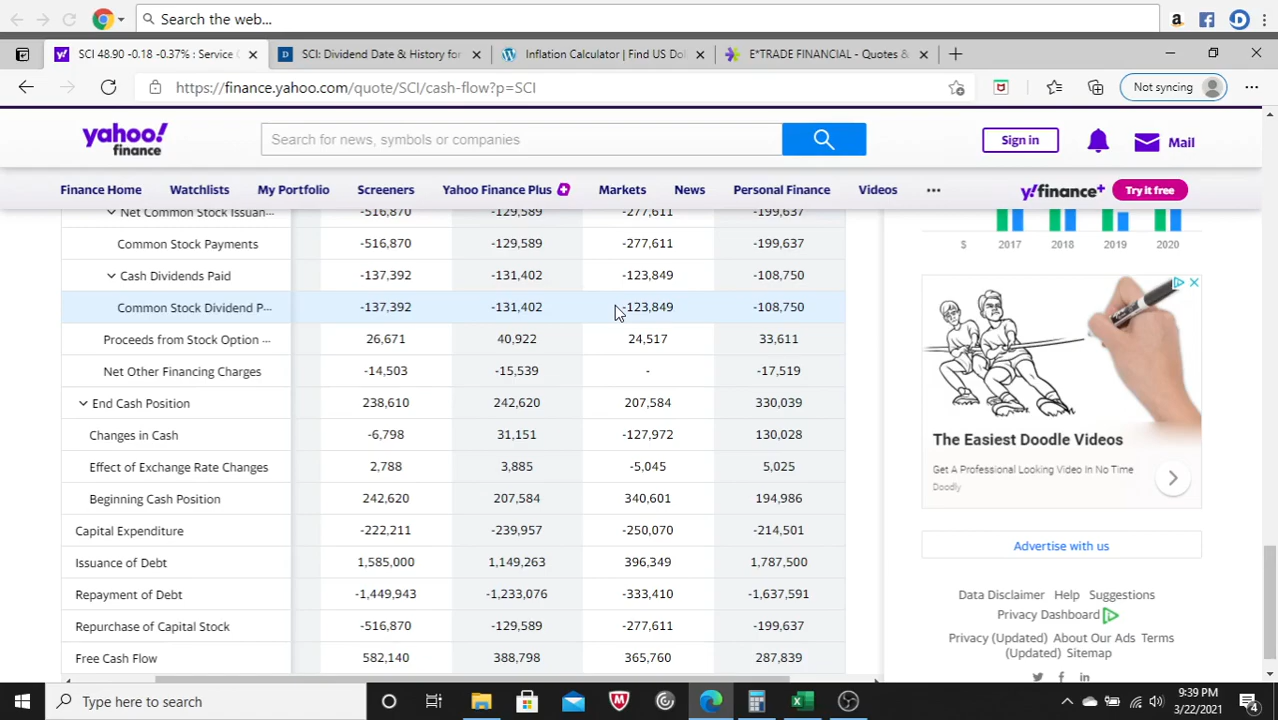 Search the web...
SCI 48.90 -0.18 -0.37% : Service
SCI: Dividend Date & History for
Inflation Calculator | Find US Dol
E*TRADE FINANCIAL - Quotes &
https://finance.yahoo.com/quote/SCI/cash-flow?p=SCI
Not syncing
yahoo!
finance
Search for news, symbols or companies
Sign in
Mail
Finance Home Watchlists My Portfolio Screeners Yahoo Finance Plus Markets News Personal Finance Videos
y!finance+ Try it free
Net Common Stock Issuan... -516,870 -129,589 -277,611 -199,637
Common Stock Payments -516,870 -129,589 -277,611 -199,637
Cash Dividends Paid -137,392 -131,402 -123,849 -108,750
Common Stock Dividend P... -137,392 -131,402 -123,849 -108,750
Proceeds from Stock Option ... 26,671 40,922 24,517 33,611
Net Other Financing Charges -14,503 -15,539 - -17,519
End Cash Position 238,610 242,620 207,584 330,039
Changes in Cash -6,798 31,151 -127,972 130,028
Effect of Exchange Rate Changes 2,788 3,885 -5,045 5,025
Beginning Cash Position 242,620 207,584 340,601 194,986
Capital Expenditure -222,211 -239,957 -250,070 -214,501
Issuance of Debt 1,585,000 1,149,263 396,349 1,787,500
Repayment of Debt -1,449,943 -1,233,076 -333,410 -1,637,591
Repurchase of Capital Stock -516,870 -129,589 -277,611 -199,637
Free Cash Flow 582,140 388,798 365,760 287,839
$ 2017 2018 2019 2020
The Easiest Doodle Videos
Get A Professional Looking Video In No Time
Doodly
Advertise with us
Data Disclaimer Help Suggestions
Privacy Dashboard
Privacy (Updated) About Our Ads Terms
(Updated) Sitemap
Type here to search
9:39 PM
3/22/2021
4